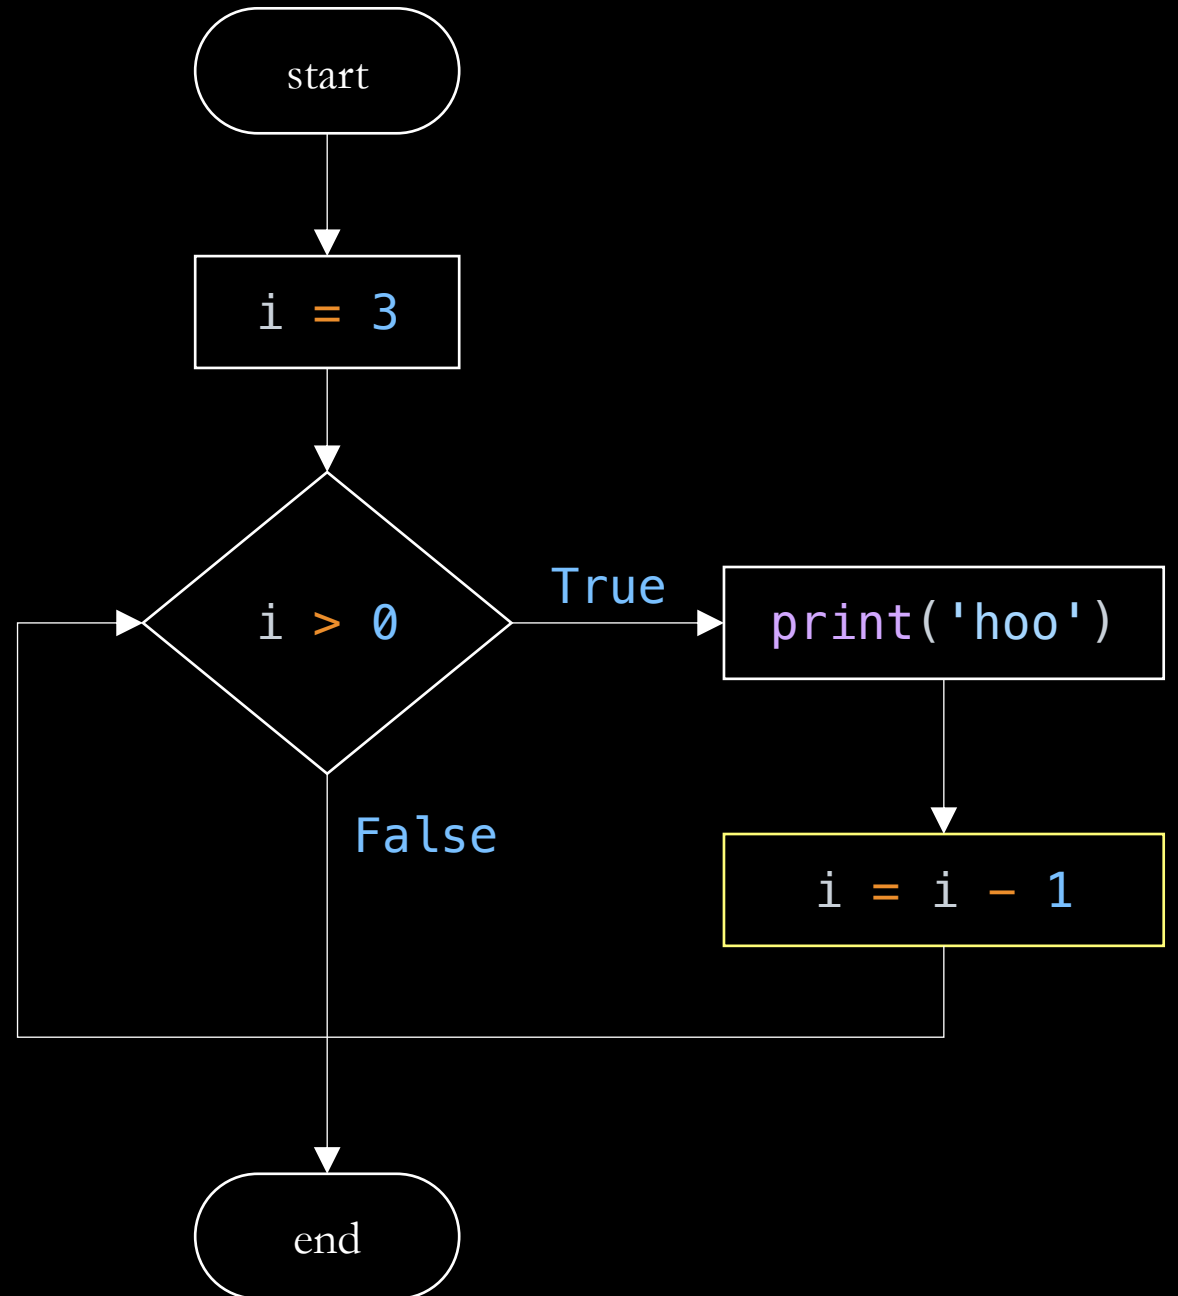 start
i = 3
i > 0
True
print('hoo')
False
i = i − 1
end